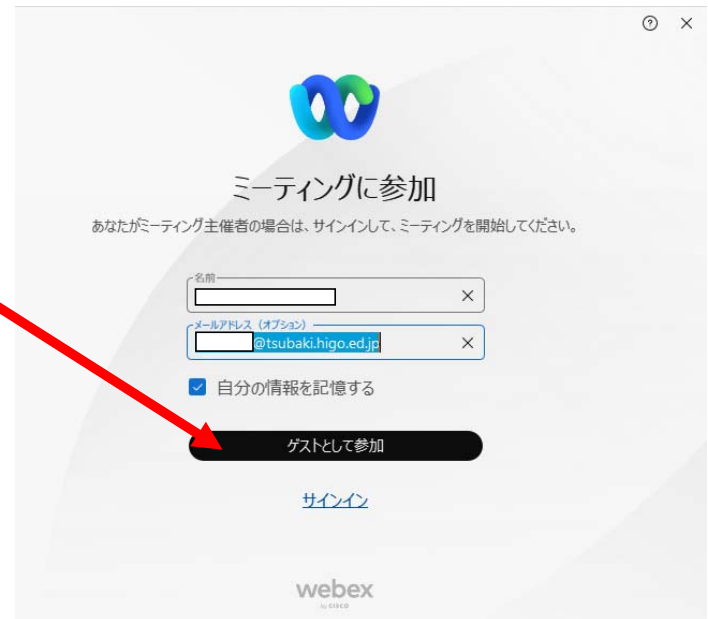 ミーティングに参加
あなたがミーティング主催者の場合は、サインインして、ミーティングを開始してください。
名前
メールアドレス (オプション)
@tsubaki.higo.ed.jp
自分の情報を記憶する
ゲストとして参加
サインイン
webex
by CISCO